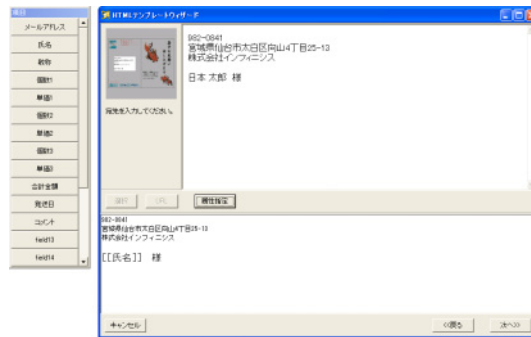 項目
メールアドレス
氏名
敬称
個数1
単価1
個数2
単価2
個数3
単価3
合計金額
発送日
コメント
field13
field14
HTMLテンプレートウィザード
宛先を入力してください。
982-0841
宮城県仙台市太白区向山4丁目25-13
株式会社インフィニシス
日本 太郎 様
選択
URL
属性指定
982-0841
宮城県仙台市太白区向山4丁目25-13
株式会社インフィニシス
[[氏名]] 様
キャンセル
<<戻る
次へ>>